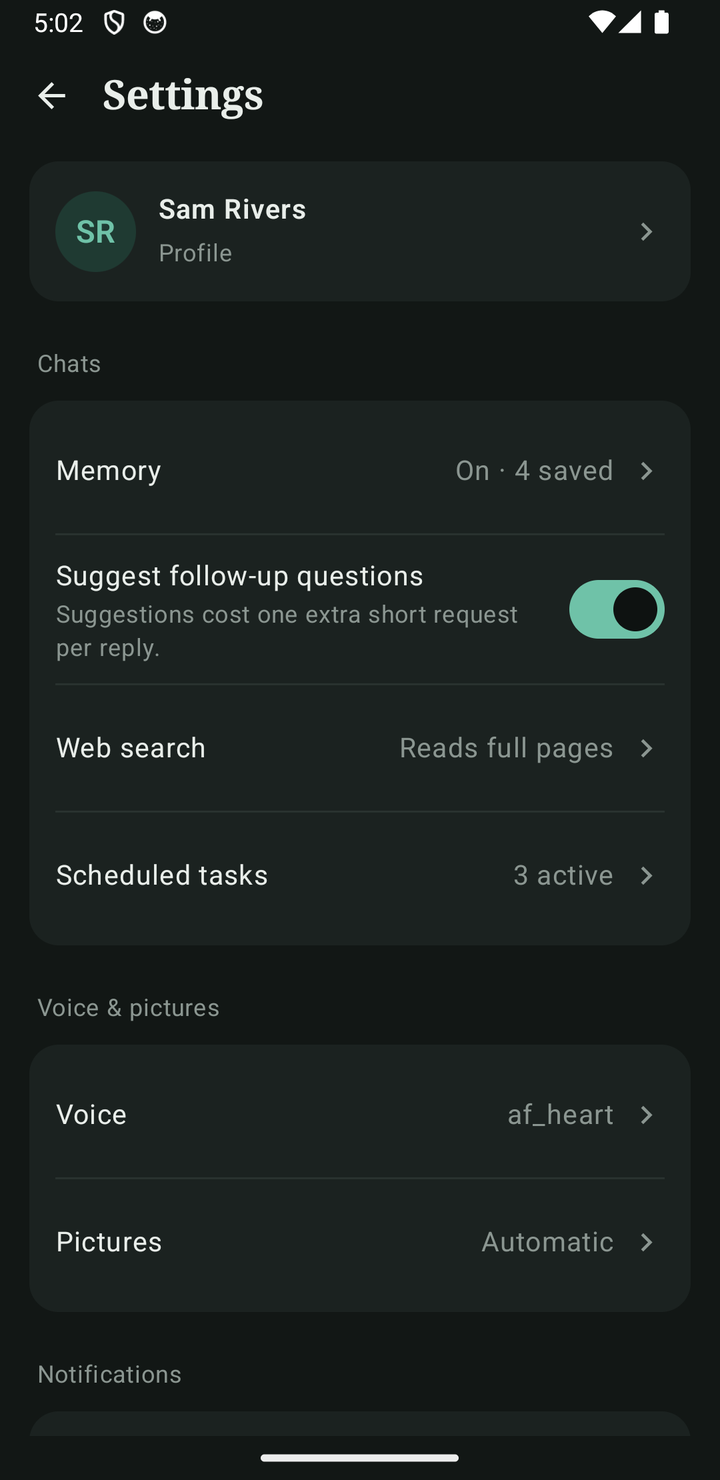 5:02
Settings
SR
Sam Rivers
Profile
Chats
Memory
On · 4 saved
Suggest follow-up questions
Suggestions cost one extra short request
per reply.
Web search
Reads full pages
Scheduled tasks
3 active
Voice & pictures
Voice
af_heart
Pictures
Automatic
Notifications